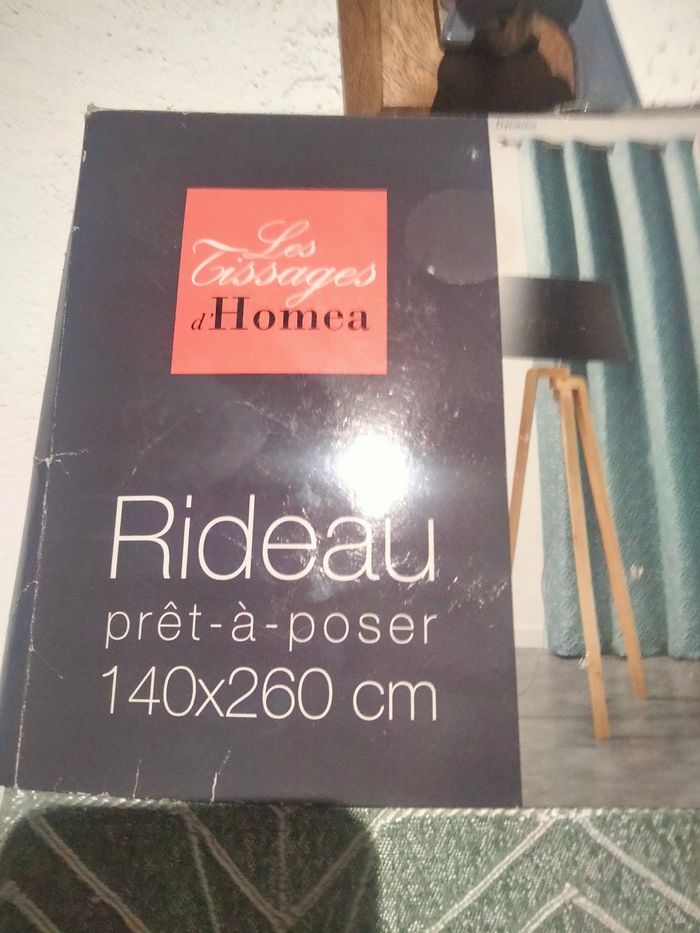 Les
Tissages
d'Homea
Rideau
prêt-à-poser
140x260 cm